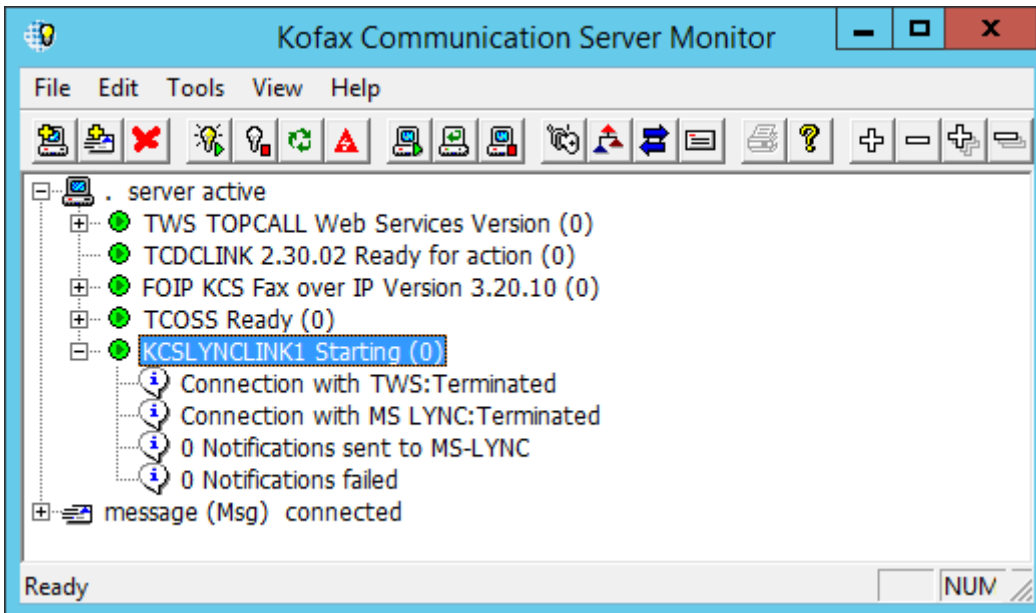 Kofax Communication Server Monitor
File Edit Tools View Help
. server active
TWS TOPCALL Web Services Version (0)
TCDCLINK 2.30.02 Ready for action (0)
FOIP KCS Fax over IP Version 3.20.10 (0)
TCOSS Ready (0)
KCSLYNCLINK1 Starting (0)
Connection with TWS:Terminated
Connection with MS LYNC:Terminated
0 Notifications sent to MS-LYNC
0 Notifications failed
message (Msg) connected
Ready NUM